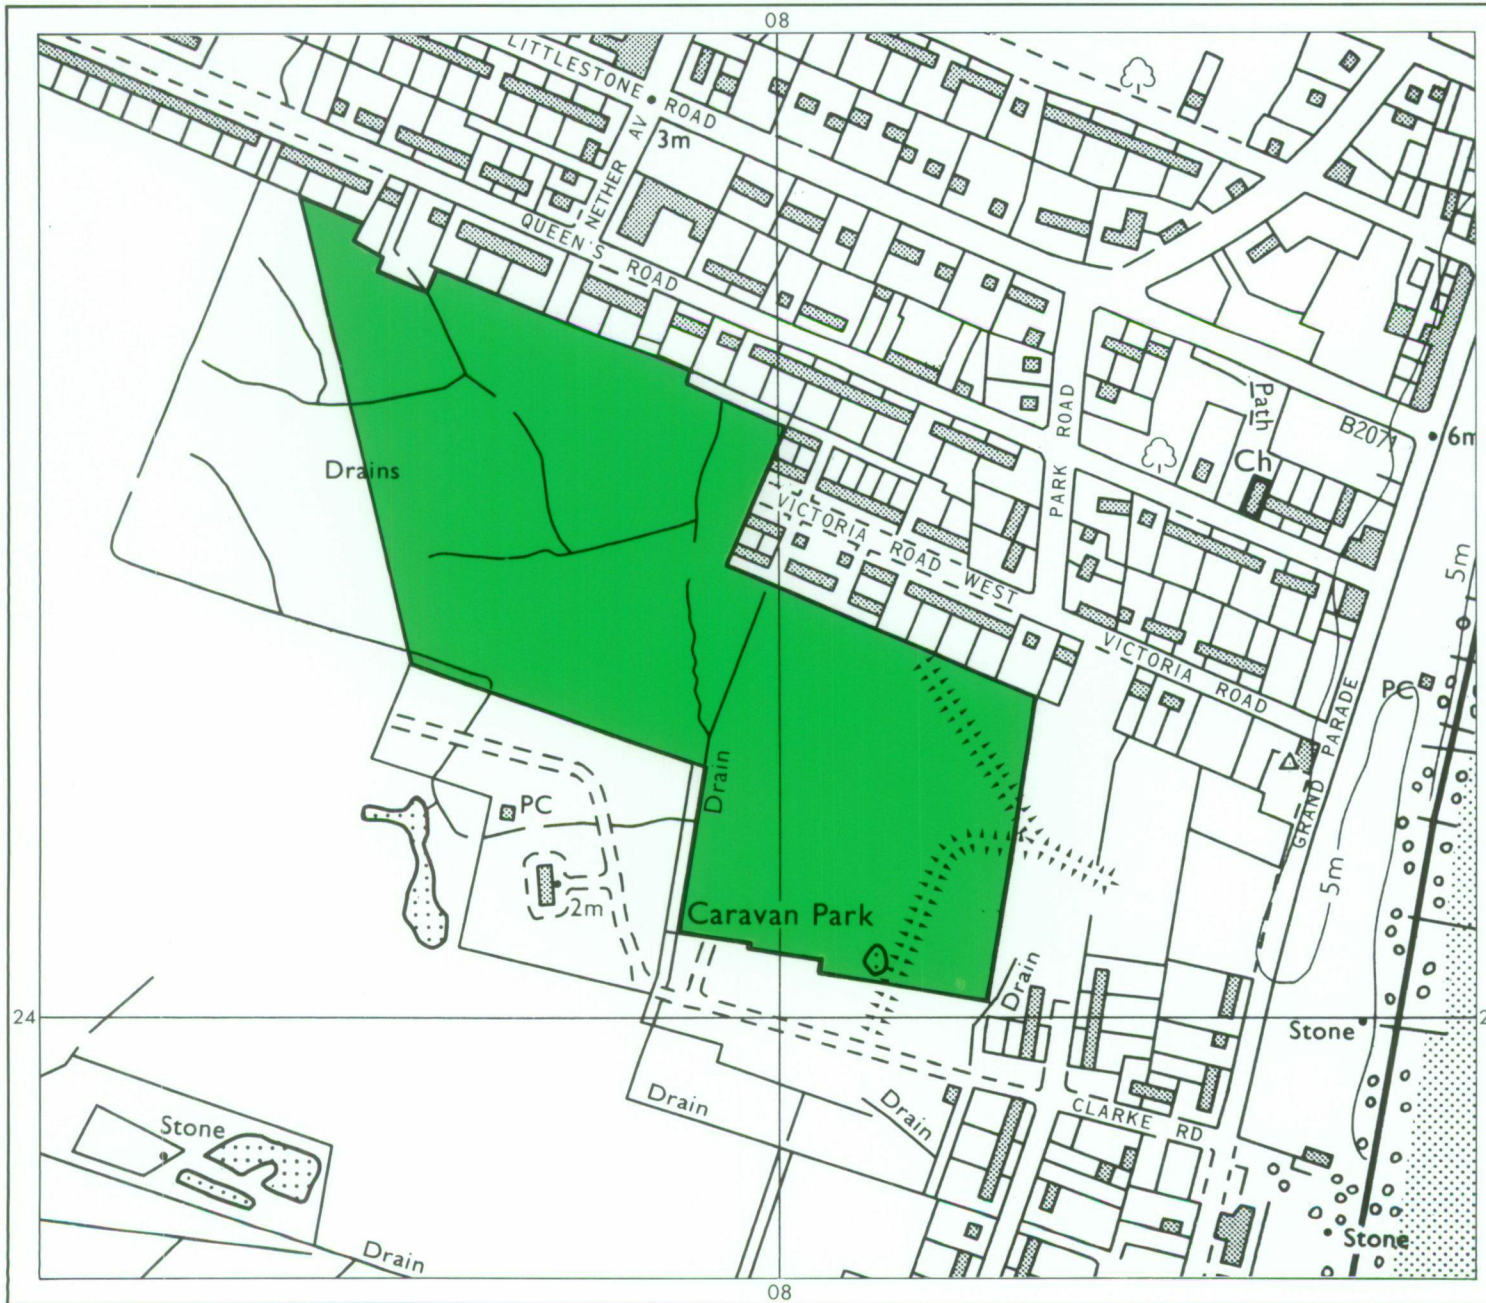 08
LITTLESTONE ROAD
3m
NETHER AV
QUEEN'S ROAD
PARK ROAD
Path
B2071
6m
Ch
Drains
VICTORIA ROAD WEST
5m
VICTORIA ROAD
PC
GRAND PARADE
Drain
PC
5m
2m
Caravan Park
Drain
24
2
Stone
Drain
Drain
CLARKE RD
Stone
Stone
Drain
08